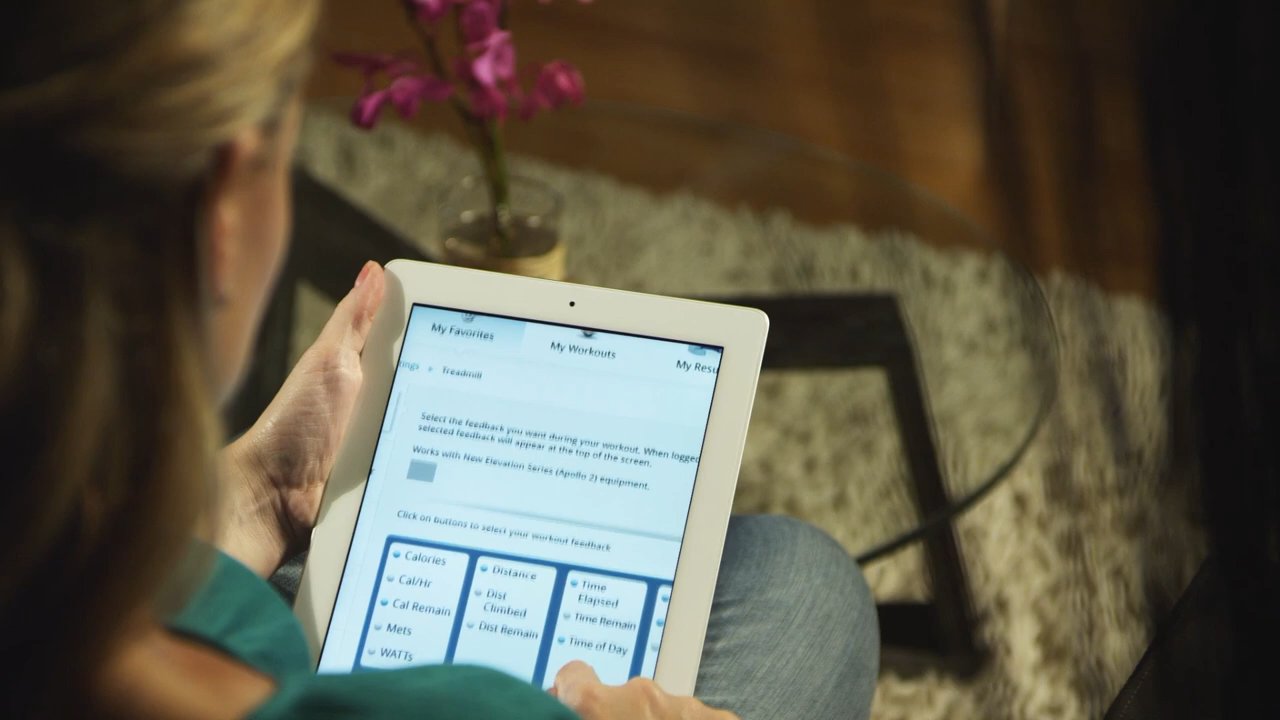 My Favorites
My Workouts
My Resu
ngs
Treadmill
Select the feedback you want during your workout. When logged
selected feedback will appear at the top of the screen.
Works with New Elevation Series (Apollo 2) equipment.
Click on buttons to select your workout feedback
Calories
Cal/Hr
Cal Remain
Mets
WATTs
Distance
Dist
Climbed
Dist Remain
Time
Elapsed
Time Remain
Time of Day